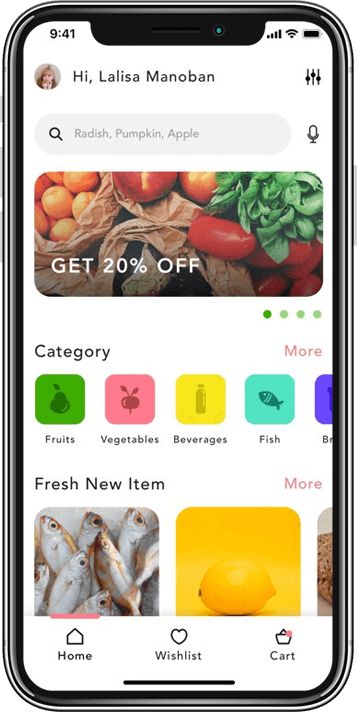 9:41
Hi, Lalisa Manoban
Radish, Pumpkin, Apple
GET 20% OFF
Category More
Fruits Vegetables Beverages Fish
Fresh New Item More
Home Wishlist Cart